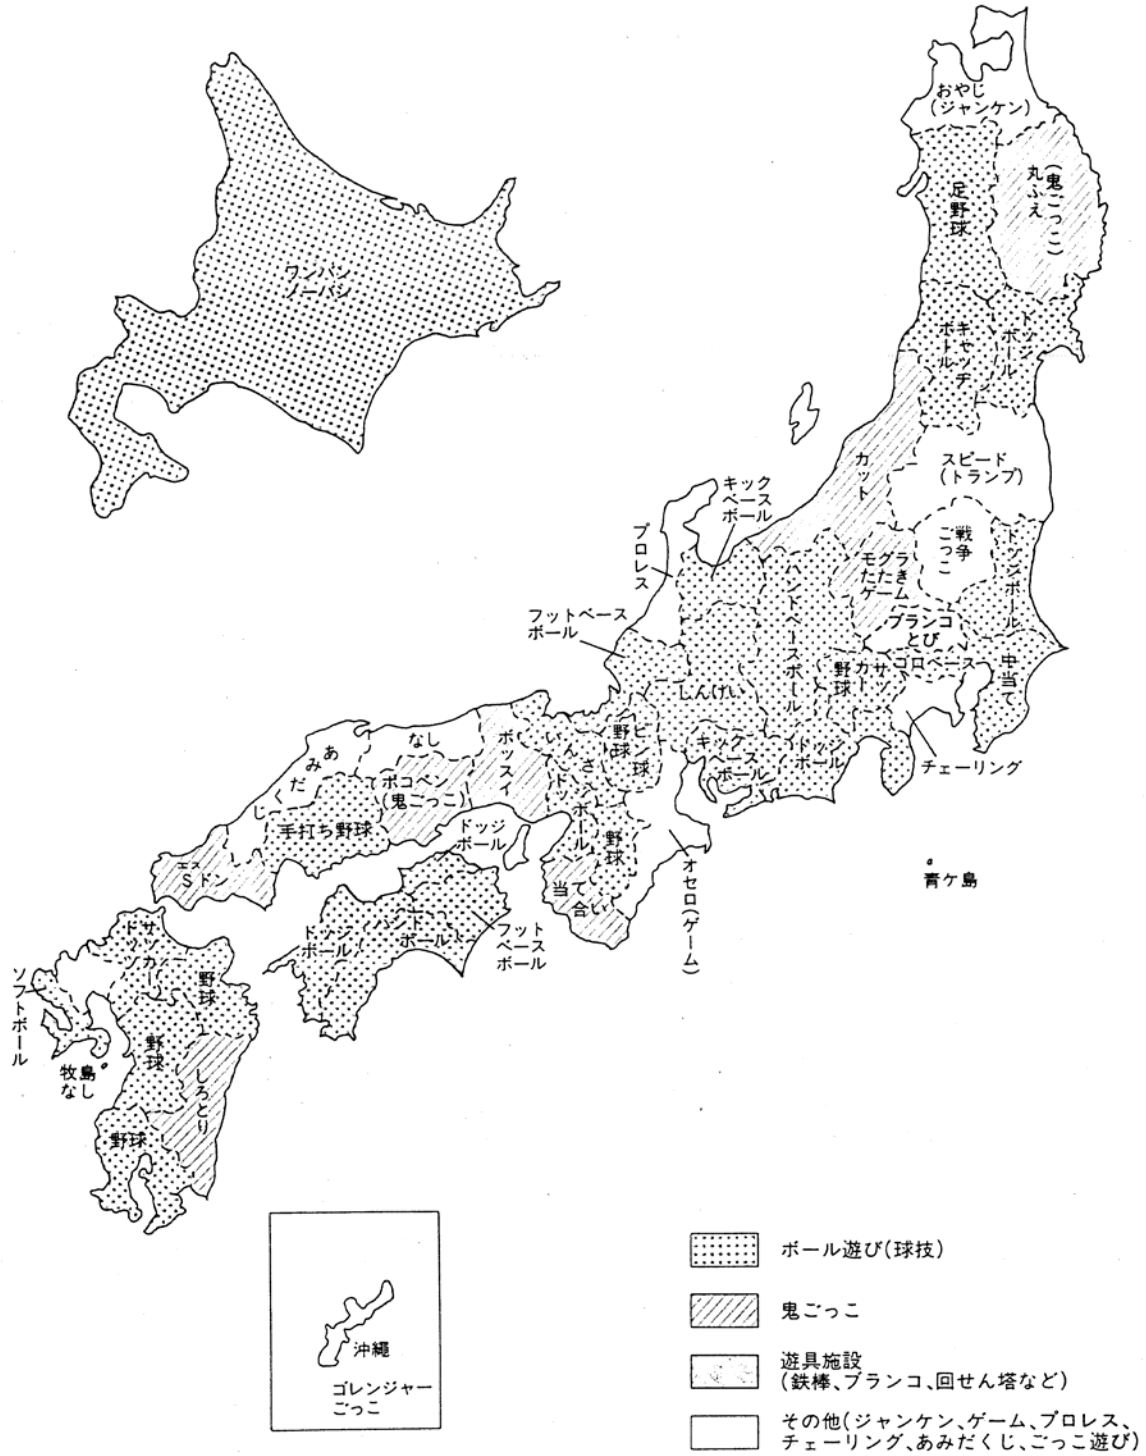 おやじ
(ジャンケン)
足野球
丸ふえ
(鬼ごっこ)
ワンバン
ノーバン
キャッチ
ボール
ドッジ
ボール
カット
スピード
(トランプ)
キック
ベース
ボール
プロレス
戦争
ごっこ
ドッジボール
モグラ
たたき
ゲーム
ハンドベースボール
フットベース
ボール
ブランコ
とび
しんけい
野球
サッ
カー
ゴロベース
中当て
チェーリング
あみだ
くじ
なし
ボッスイ
いんさ
ドッ
ボール
野球
ピン球
キック
ベース
ボール
ドッジ
ボール
ポコペン
(鬼ごっこ)
手打ち野球
ドッジ
ボール
野球
オセロ(ゲーム)
青ケ島
エス
Sドン
当て
合い
ドッジ
ボール
ハンド
ボール
フット
ベース
ボール
サッカー
ドッヂ
野球
ソフトボール
野球
牧島
なし
しろとり
野球
沖縄
ゴレンジャー
ごっこ
ボール遊び(球技)
鬼ごっこ
遊具施設
(鉄棒、ブランコ、回せん塔など)
その他(ジャンケン、ゲーム、プロレス、
チェーリング、あみだくじ、ごっこ遊び)